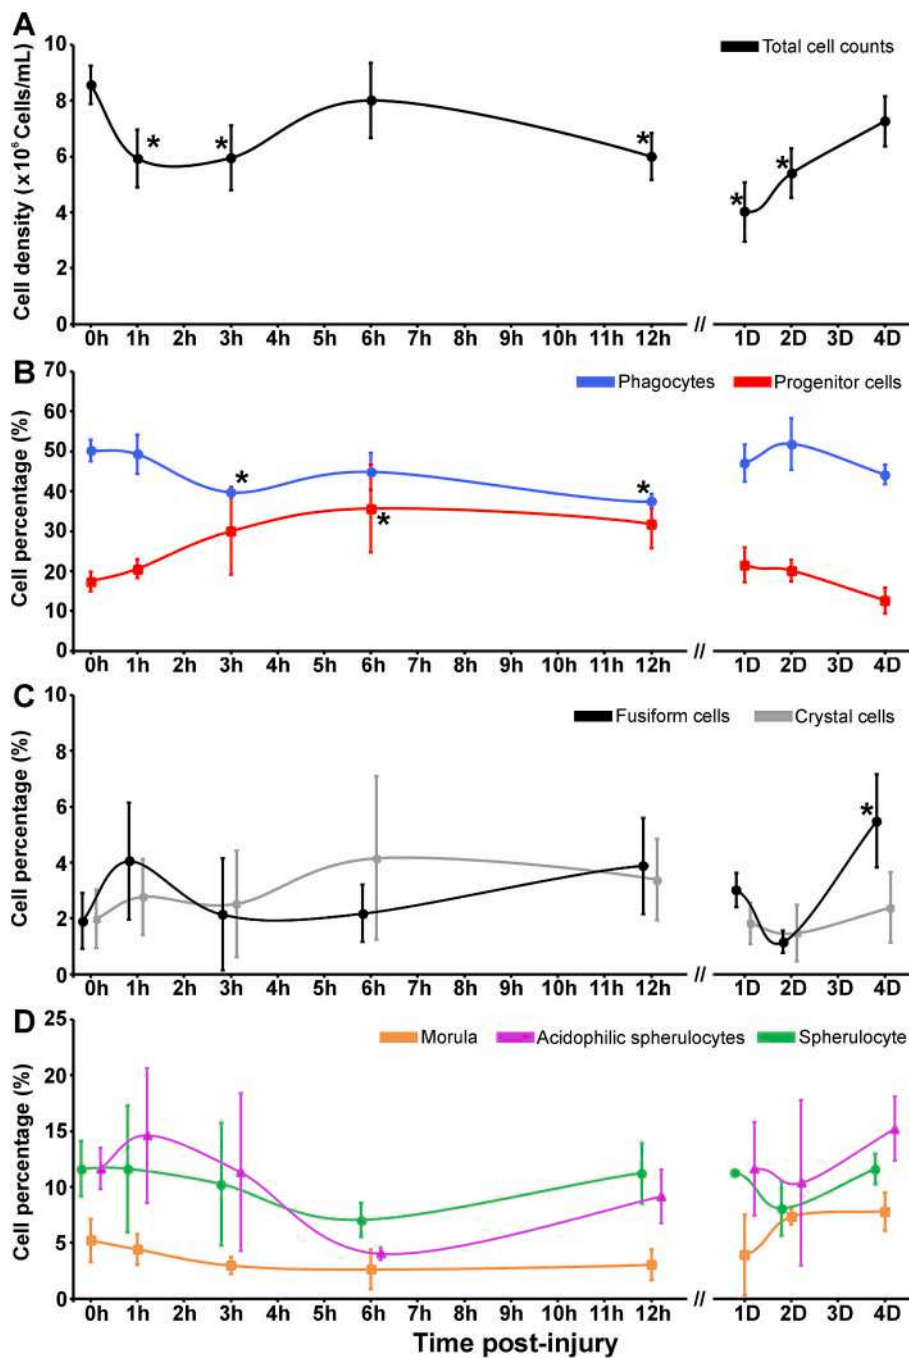 A
Total cell counts
Cell density (x10⁶ Cells/mL)
10
8
6
4
2
0
* * * * *
0h 1h 2h 3h 4h 5h 6h 7h 8h 9h 10h 11h 12h // 1D 2D 3D 4D
B
Phagocytes Progenitor cells
Cell percentage (%)
70
60
50
40
30
20
10
0
* * *
0h 1h 2h 3h 4h 5h 6h 7h 8h 9h 10h 11h 12h // 1D 2D 3D 4D
C
Fusiform cells Crystal cells
Cell percentage (%)
10
8
6
4
2
0
*
0h 1h 2h 3h 4h 5h 6h 7h 8h 9h 10h 11h 12h // 1D 2D 3D 4D
D
Morula Acidophilic spherulocytes Spherulocyte
Cell percentage (%)
25
20
15
10
5
0
0h 1h 2h 3h 4h 5h 6h 7h 8h 9h 10h 11h 12h // 1D 2D 3D 4D
Time post-injury